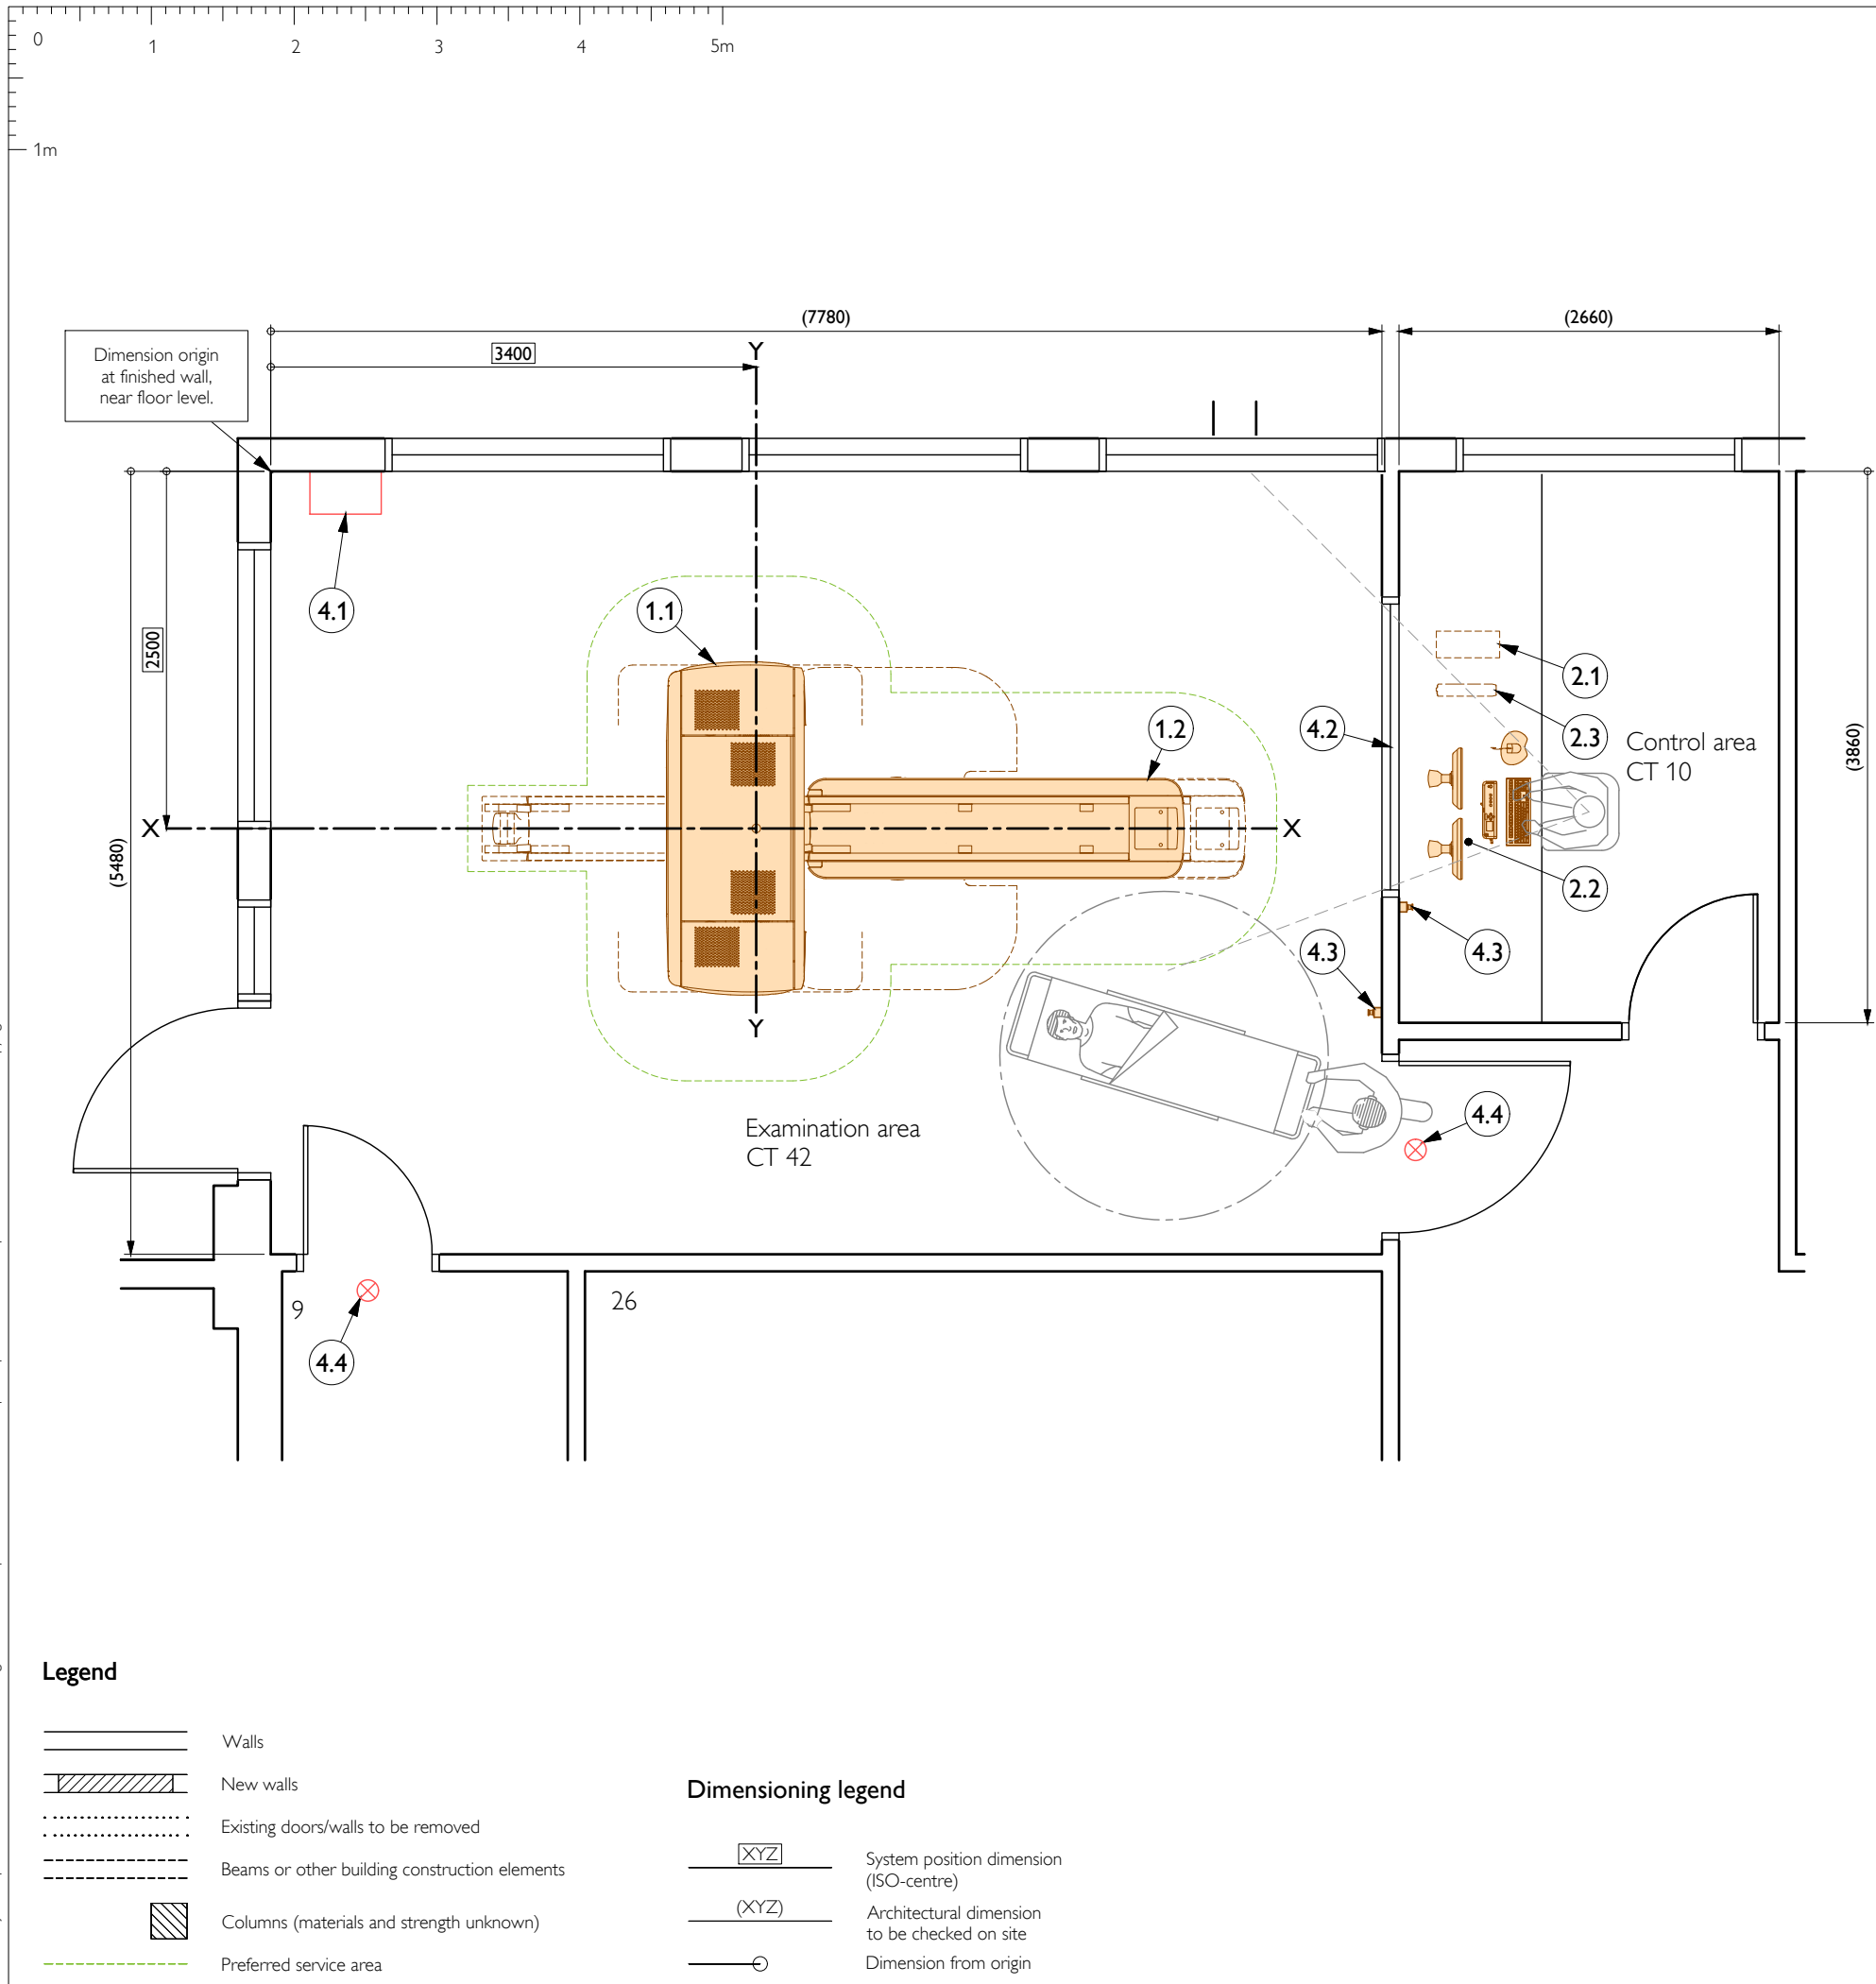 0
1
2
3
4
5m
1m
(7780)
(2660)
Dimension origin
at finished wall,
near floor level.
3400
Y
4.1
1.1
2500
2.1
1.2
4.2
2.3
Control area
CT 10
(3860)
X
X
(5480)
2.2
4.3
4.3
Y
4.4
Examination area
CT 42
9
26
4.4
Legend
Walls
New walls
Existing doors/walls to be removed
Beams or other building construction elements
Columns (materials and strength unknown)
Preferred service area
Dimensioning legend
XYZ
System position dimension
(ISO-centre)
(XYZ)
Architectural dimension
to be checked on site
Dimension from origin